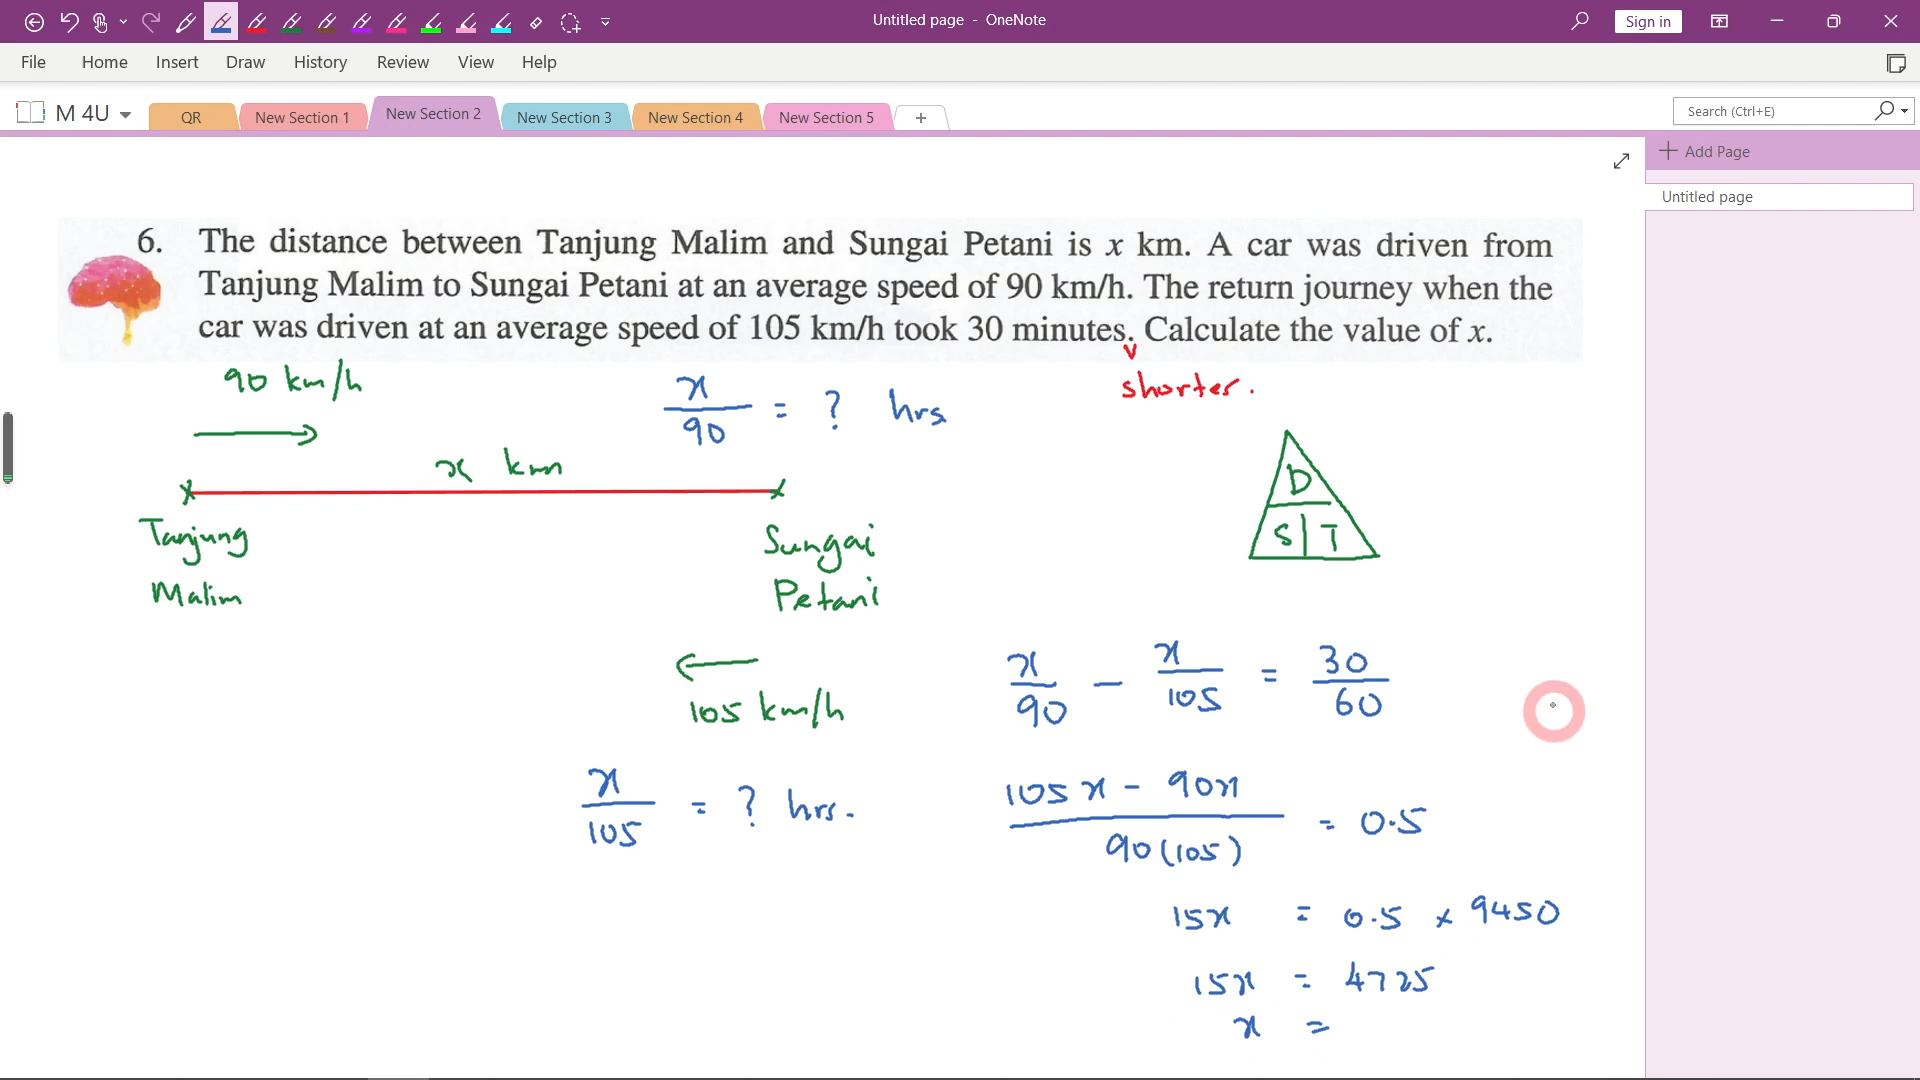 Untitled page - OneNote
Sign in
File Home Insert Draw History Review View Help
M 4U
QR New Section 1 New Section 2 New Section 3 New Section 4 New Section 5 +
Search (Ctrl+E)
Add Page
Untitled page
6. The distance between Tanjung Malim and Sungai Petani is x km. A car was driven from
Tanjung Malim to Sungai Petani at an average speed of 90 km/h. The return journey when the
car was driven at an average speed of 105 km/h took 30 minutes. Calculate the value of x.
shorter.
90 km/h
x/90 = ? hrs
x km
Tanjung
Malim
Sungai
Petani
D
S T
105 km/h
x/105 = ? hrs.
x/90 - x/105 = 30/60
105x - 90x / 90(105) = 0.5
15x = 0.5 x 9450
15x = 4725
x =